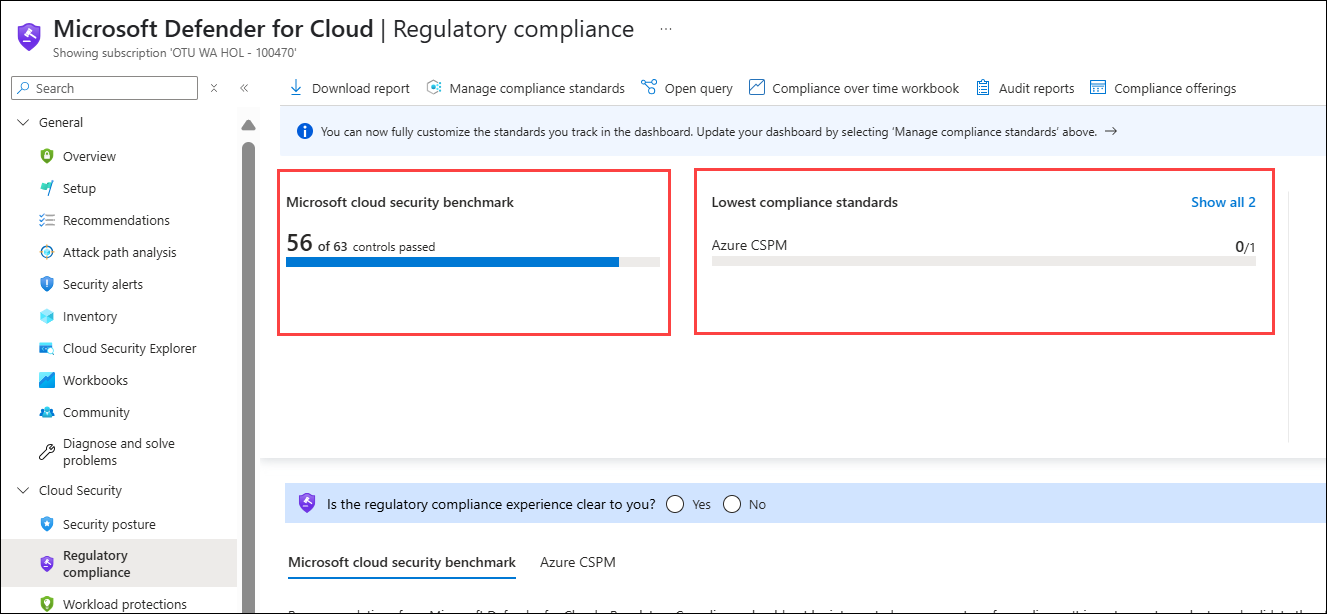 Microsoft Defender for Cloud | Regulatory compliance ...
Showing subscription 'OTU WA HOL - 100470'
Search
Download report
Manage compliance standards
Open query
Compliance over time workbook
Audit reports
Compliance offerings
General
Overview
Setup
Recommendations
Attack path analysis
Security alerts
Inventory
Cloud Security Explorer
Workbooks
Community
Diagnose and solve
problems
Cloud Security
Security posture
Regulatory
compliance
Workload protections
You can now fully customize the standards you track in the dashboard. Update your dashboard by selecting 'Manage compliance standards' above. →
Microsoft cloud security benchmark
56 of 63 controls passed
Lowest compliance standards
Show all 2
Azure CSPM
0/1
Is the regulatory compliance experience clear to you?
Yes
No
Microsoft cloud security benchmark
Azure CSPM